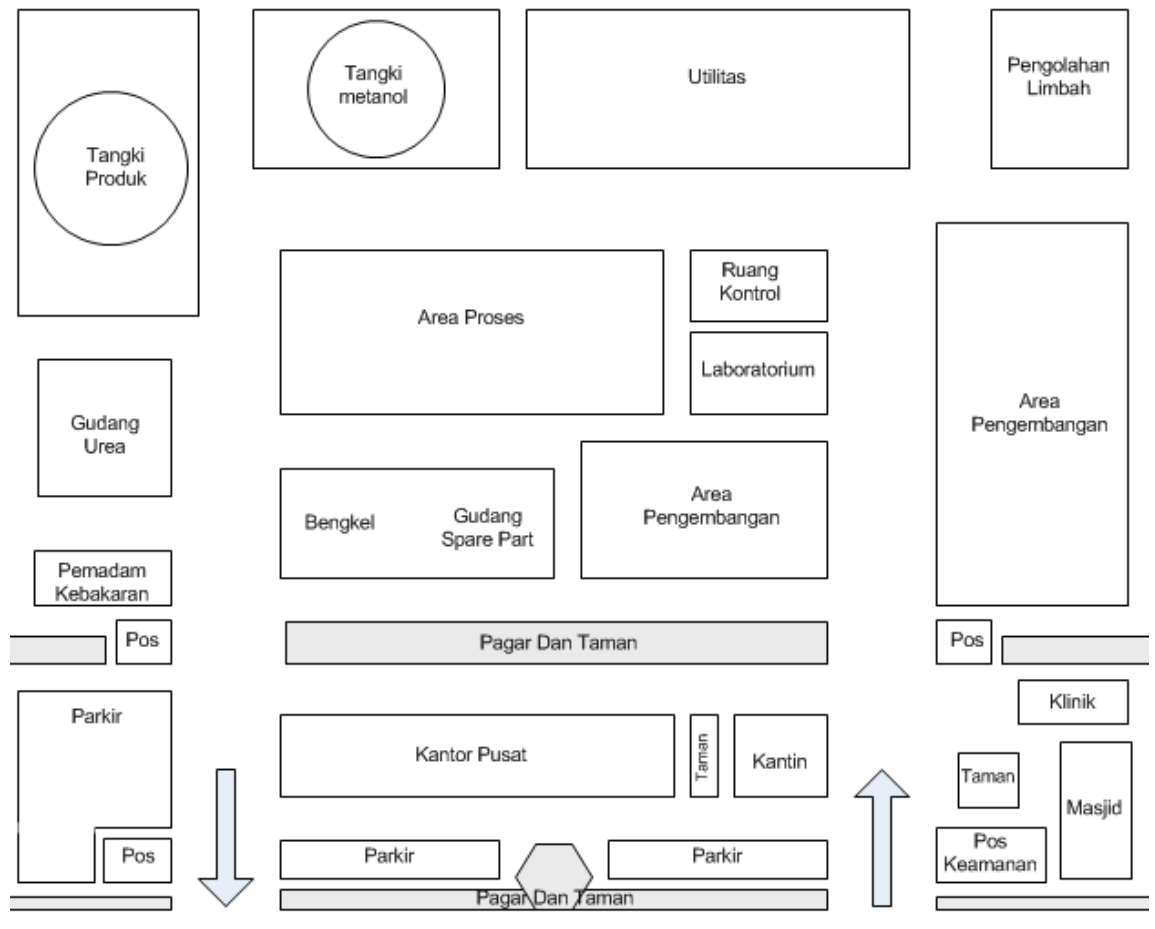 Tangki
Produk
Tangki
metanol
Utilitas
Pengolahan
Limbah
Area Proses
Ruang
Kontrol
Laboratorium
Area
Pengembangan
Gudang
Urea
Bengkel
Gudang
Spare Part
Area
Pengembangan
Pemadam
Kebakaran
Pos
Pagar Dan Taman
Pos
Parkir
Kantor Pusat
Taman
Kantin
Klinik
Taman
Masjid
Pos
Parkir
Parkir
Pos
Keamanan
Pagar Dan Taman